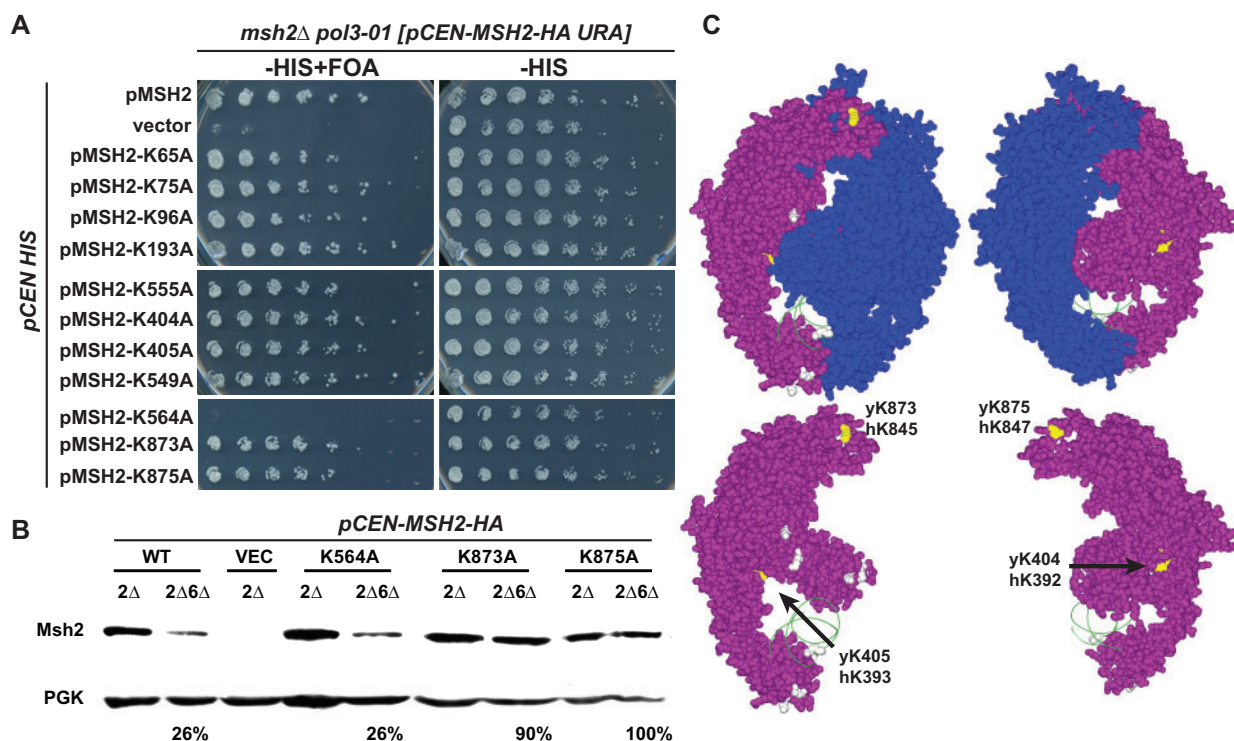 A
msh2Δ pol3-01 [pCEN-MSH2-HA URA]
-HIS+FOA
-HIS
pCEN HIS
pMSH2
vector
pMSH2-K65A
pMSH2-K75A
pMSH2-K96A
pMSH2-K193A
pMSH2-K555A
pMSH2-K404A
pMSH2-K405A
pMSH2-K549A
pMSH2-K564A
pMSH2-K873A
pMSH2-K875A
B
pCEN-MSH2-HA
WT VEC K564A K873A K875A
2Δ 2Δ6Δ 2Δ 2Δ 2Δ6Δ 2Δ 2Δ6Δ 2Δ 2Δ6Δ
Msh2
PGK
26% 26% 90% 100%
C
yK873
hK845
yK875
hK847
yK404
hK392
yK405
hK393